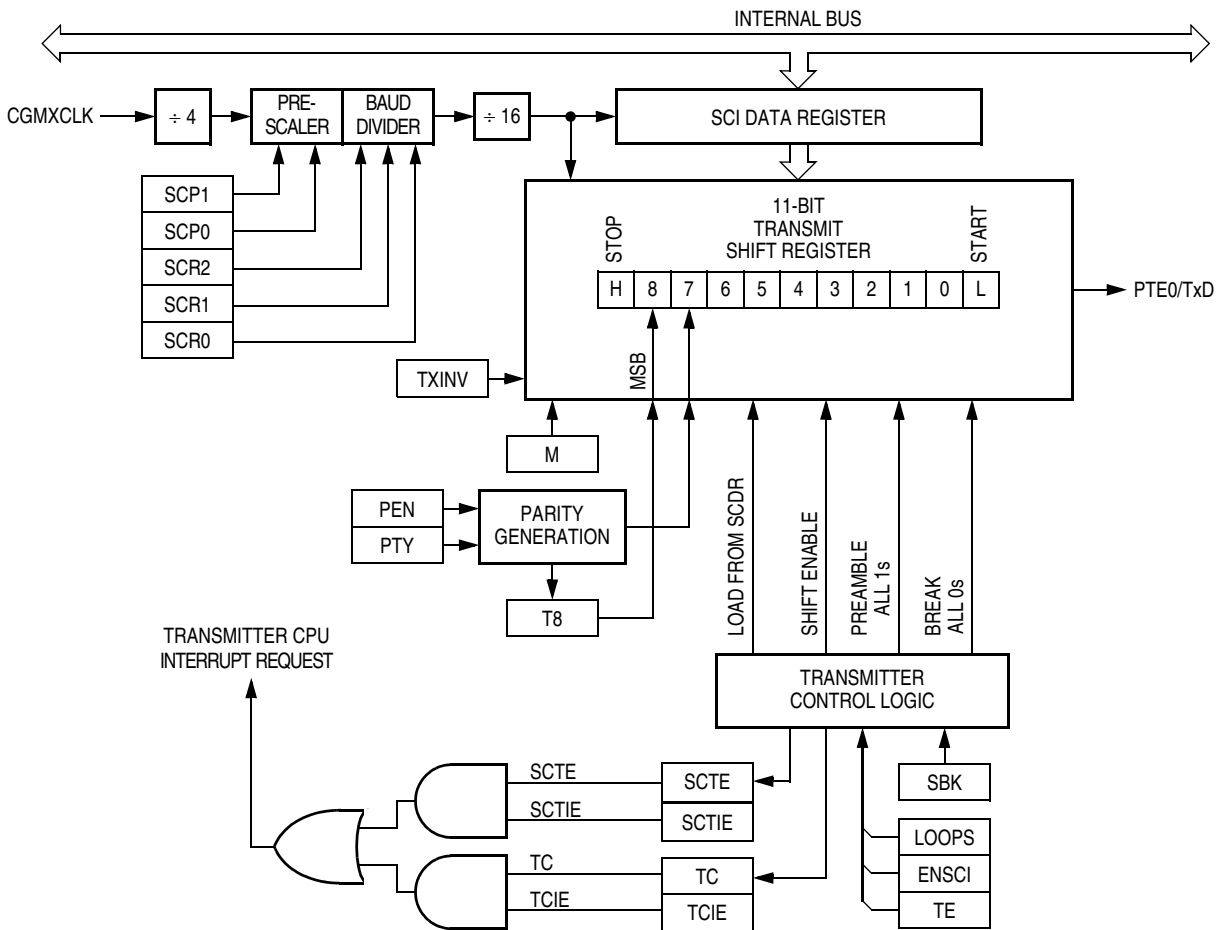 INTERNAL BUS
CGMXCLK
÷ 4
PRE-
SCALER
BAUD
DIVIDER
÷ 16
SCI DATA REGISTER
SCP1
SCP0
SCR2
SCR1
SCR0
11-BIT
TRANSMIT
SHIFT REGISTER
STOP
START
H 8 7 6 5 4 3 2 1 0 L
PTE0/TxD
TXINV
MSB
M
PEN
PTY
PARITY
GENERATION
T8
LOAD FROM SCDR
SHIFT ENABLE
PREAMBLE
ALL 1s
BREAK
ALL 0s
TRANSMITTER CPU
INTERRUPT REQUEST
TRANSMITTER
CONTROL LOGIC
SCTE
SCTE
SCTIE
SCTIE
SBK
TC
TC
TCIE
TCIE
LOOPS
ENSCI
TE